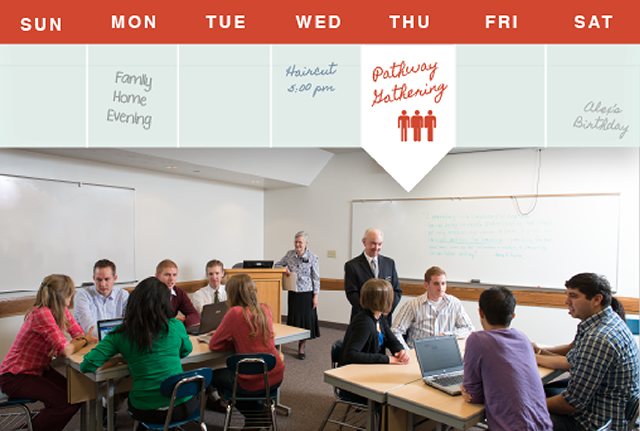 SUN MON TUE WED THU FRI SAT
Family
Home
Evening
Haircut
5:00 pm
Pathway
Gathering
Alex's
Birthday